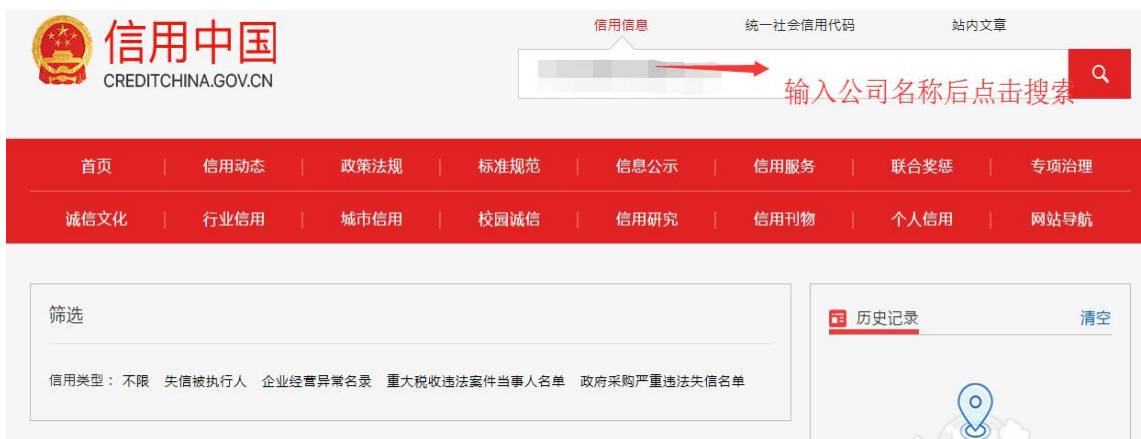 信用信息 统一社会信用代码 站内文章
信用中国
CREDITCHINA.GOV.CN
输入公司名称后点击搜索
首页 信用动态 政策法规 标准规范 信息公示 信用服务 联合奖惩 专项治理
诚信文化 行业信用 城市信用 校园诚信 信用研究 信用刊物 个人信用 网站导航
筛选
历史记录 清空
信用类型： 不限 失信被执行人 企业经营异常名录 重大税收违法案件当事人名单 政府采购严重违法失信名单